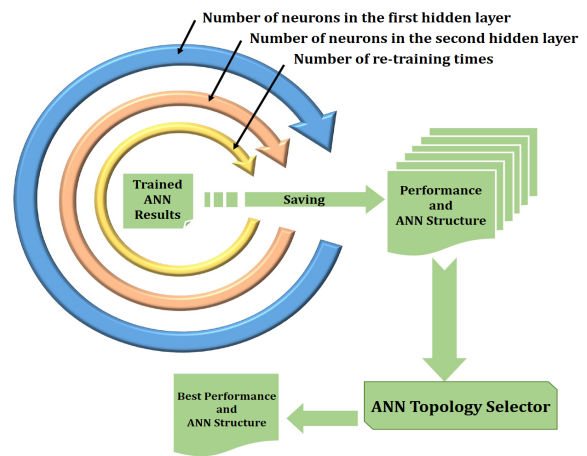 Number of neurons in the first hidden layer
Number of neurons in the second hidden layer
Number of re-training times
Trained
ANN
Results
Saving
Performance
and
ANN Structure
ANN Topology Selector
Best Performance
and
ANN Structure